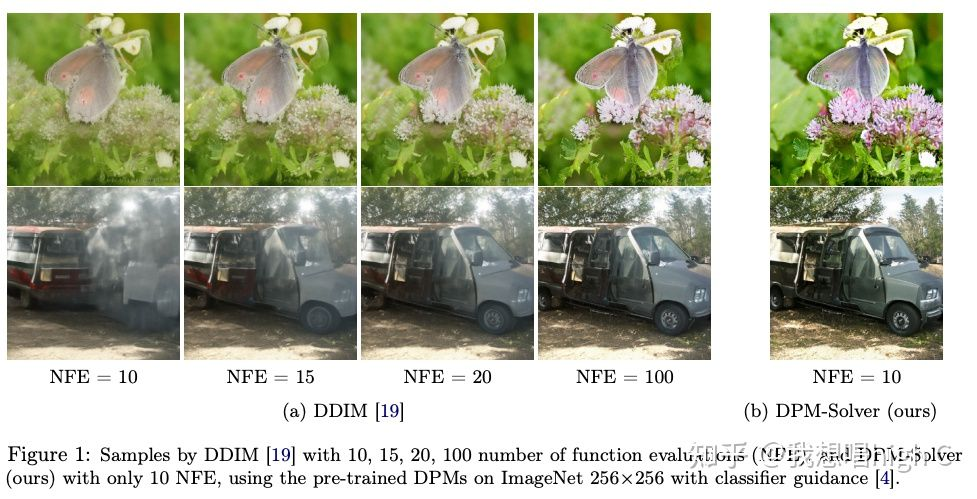 NFE = 10
NFE = 15
NFE = 20
NFE = 100
NFE = 10
(a) DDIM [19]
(b) DPM-Solver (ours)
Figure 1: Samples by DDIM [19] with 10, 15, 20, 100 number of function evaluations (NFE), and DPM-Solver
(ours) with only 10 NFE, using the pre-trained DPMs on ImageNet 256×256 with classifier guidance [4].
知乎 @我想唱high C